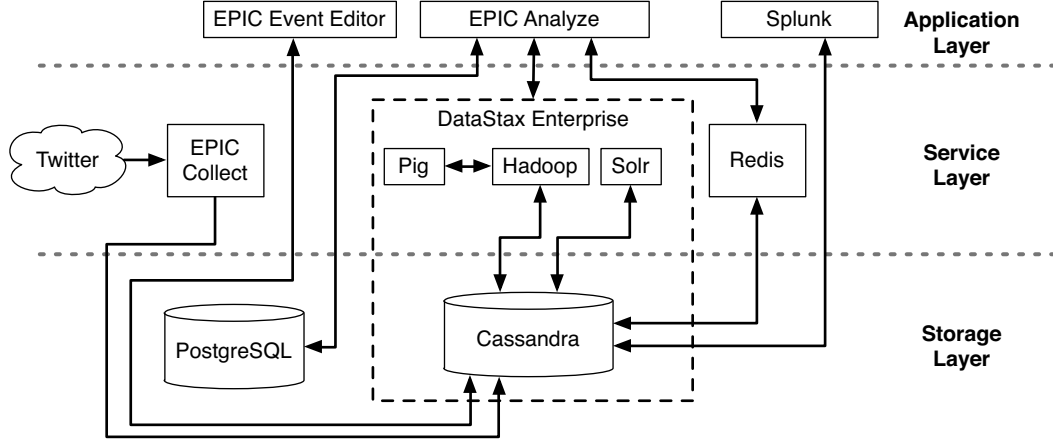 EPIC Event Editor
EPIC Analyze
Splunk
Application
Layer
DataStax Enterprise
Twitter
EPIC
Collect
Pig
Hadoop
Solr
Redis
Service
Layer
PostgreSQL
Cassandra
Storage
Layer